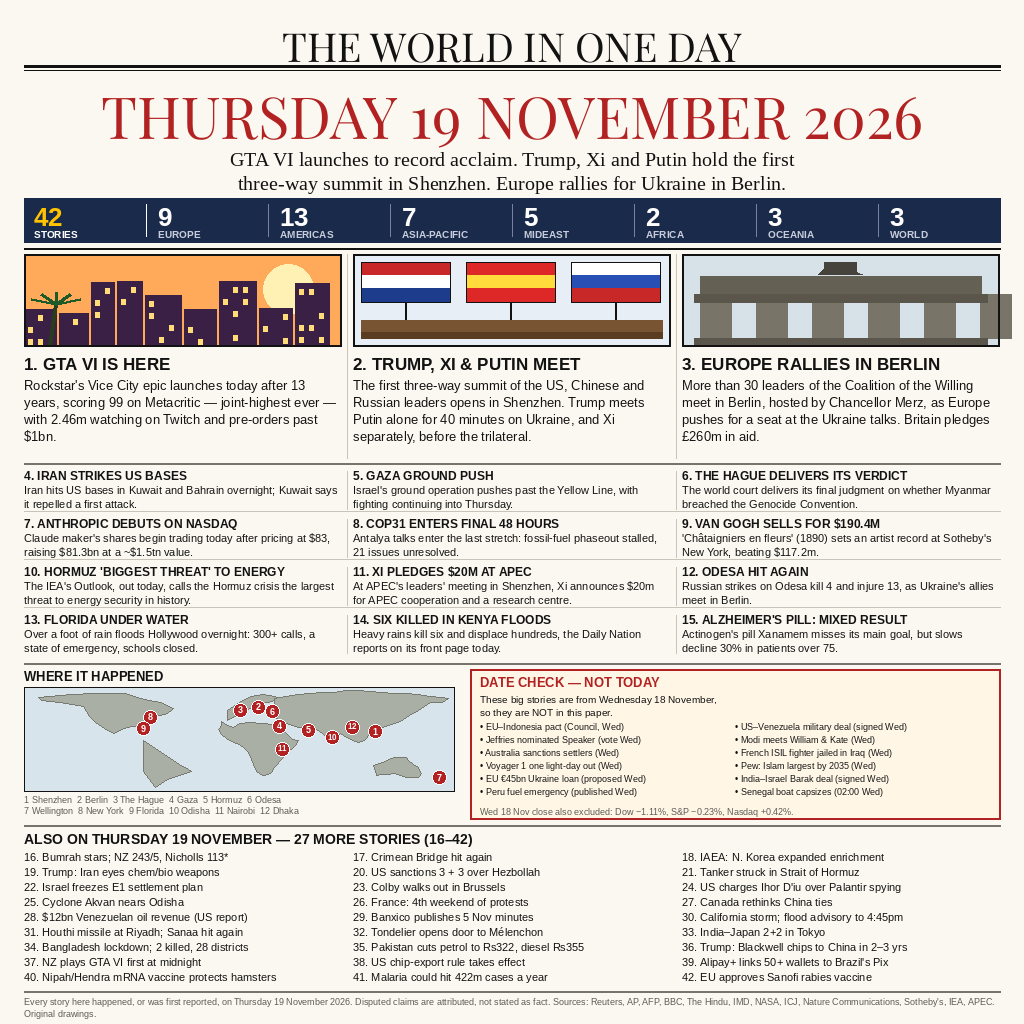 THE WORLD IN ONE DAY
THURSDAY 19 NOVEMBER 2026
GTA VI launches to record acclaim. Trump, Xi and Putin hold the first
three-way summit in Shenzhen. Europe rallies for Ukraine in Berlin.
42 9 13 7 5 2 3 3
STORIES EUROPE AMERICAS ASIA-PACIFIC MIDEAST AFRICA OCEANIA WORLD
1. GTA VI IS HERE
Rockstar's Vice City epic launches today after 13
years, scoring 99 on Metacritic — joint-highest ever —
with 2.46m watching on Twitch and pre-orders past
$1bn.
2. TRUMP, XI & PUTIN MEET
The first three-way summit of the US, Chinese and
Russian leaders opens in Shenzhen. Trump meets
Putin alone for 40 minutes on Ukraine, and Xi
separately, before the trilateral.
3. EUROPE RALLIES IN BERLIN
More than 30 leaders of the Coalition of the Willing
meet in Berlin, hosted by Chancellor Merz, as Europe
pushes for a seat at the Ukraine talks. Britain pledges
£260m in aid.
4. IRAN STRIKES US BASES
Iran hits US bases in Kuwait and Bahrain overnight; Kuwait says
it repelled a first attack.
5. GAZA GROUND PUSH
Israel's ground operation pushes past the Yellow Line, with
fighting continuing into Thursday.
6. THE HAGUE DELIVERS ITS VERDICT
The world court delivers its final judgment on whether Myanmar
breached the Genocide Convention.
7. ANTHROPIC DEBUTS ON NASDAQ
Claude maker's shares begin trading today after pricing at $83,
raising $81.3bn at a ~$1.5tn value.
8. COP31 ENTERS FINAL 48 HOURS
Antalya talks enter the last stretch: fossil-fuel phaseout stalled,
21 issues unresolved.
9. VAN GOGH SELLS FOR $190.4M
'Châtaigniers en fleurs' (1890) sets an artist record at Sotheby's
New York, beating $117.2m.
10. HORMUZ 'BIGGEST THREAT' TO ENERGY
The IEA's Outlook, out today, calls the Hormuz crisis the largest
threat to energy security in history.
11. XI PLEDGES $20M AT APEC
At APEC's leaders' meeting in Shenzhen, Xi announces $20m
for APEC cooperation and a research centre.
12. ODESA HIT AGAIN
Russian strikes on Odesa kill 4 and injure 13, as Ukraine's allies
meet in Berlin.
13. FLORIDA UNDER WATER
Over a foot of rain floods Hollywood overnight: 300+ calls, a
state of emergency, schools closed.
14. SIX KILLED IN KENYA FLOODS
Heavy rains kill six and displace hundreds, the Daily Nation
reports on its front page today.
15. ALZHEIMER'S PILL: MIXED RESULT
Actinogen's pill Xanamem misses its main goal, but slows
decline 30% in patients over 75.
WHERE IT HAPPENED
8
9
3
2
6
4
5
10
12
1
11
7
1 Shenzhen 2 Berlin 3 The Hague 4 Gaza 5 Hormuz 6 Odesa
7 Wellington 8 New York 9 Florida 10 Odisha 11 Nairobi 12 Dhaka
DATE CHECK — NOT TODAY
These big stories are from Wednesday 18 November,
so they are NOT in this paper.
• EU–Indonesia pact (Council, Wed)
• Jeffries nominated Speaker (vote Wed)
• Australia sanctions settlers (Wed)
• Voyager 1 one light-day out (Wed)
• EU €45bn Ukraine loan (proposed Wed)
• Peru fuel emergency (published Wed)
• US–Venezuela military deal (signed Wed)
• Modi meets William & Kate (Wed)
• French ISIL fighter jailed in Iraq (Wed)
• Pew: Islam largest by 2035 (Wed)
• India–Israel Barak deal (signed Wed)
• Senegal boat capsizes (02:00 Wed)
Wed 18 Nov close also excluded: Dow −1.11%, S&P −0.23%, Nasdaq +0.42%.
ALSO ON THURSDAY 19 NOVEMBER — 27 MORE STORIES (16–42)
16. Bumrah stars; NZ 243/5, Nicholls 113*
17. Crimean Bridge hit again
18. IAEA: N. Korea expanded enrichment
19. Trump: Iran eyes chem/bio weapons
20. US sanctions 3 + 3 over Hezbollah
21. Tanker struck in Strait of Hormuz
22. Israel freezes E1 settlement plan
23. Colby walks out in Brussels
24. US charges Ihor D'iu over Palantir spying
25. Cyclone Akvan nears Odisha
26. France: 4th weekend of protests
27. Canada rethinks China ties
28. $12bn Venezuelan oil revenue (US report)
29. Banxico publishes 5 Nov minutes
30. California storm; flood advisory to 4:45pm
31. Houthi missile at Riyadh; Sanaa hit again
32. Tondelier opens door to Mélenchon
33. India–Japan 2+2 in Tokyo
34. Bangladesh lockdown; 2 killed, 28 districts
35. Pakistan cuts petrol to Rs322, diesel Rs355
36. Trump: Blackwell chips to China in 2–3 yrs
37. NZ plays GTA VI first at midnight
38. US chip-export rule takes effect
39. Alipay+ links 50+ wallets to Brazil's Pix
40. Nipah/Hendra mRNA vaccine protects hamsters
41. Malaria could hit 422m cases a year
42. EU approves Sanofi rabies vaccine
Every story here happened, or was first reported, on Thursday 19 November 2026. Disputed claims are attributed, not stated as fact. Sources: Reuters, AP, AFP, BBC, The Hindu, IMD, NASA, ICJ, Nature Communications, Sotheby's, IEA, APEC.
Original drawings.